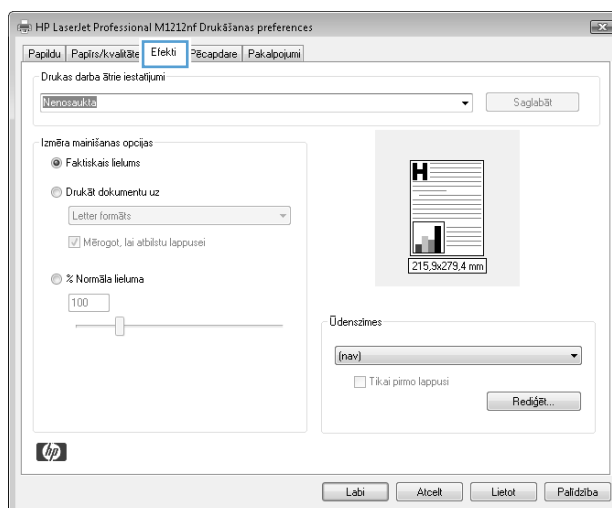 HP LaserJet Professional M1212nf Drukāšanas preferences
Papildu Papīrs/kvalitāte Efekti Pēcapdare Pakalpojumi
Drukas darba ātrie iestatījumi
Nenosaukta
Saglabāt
Izmēra mainīšanas opcijas
Faktiskais lielums
Drukāt dokumentu uz
Letter formāts
Mērogot, lai atbilstu lappusei
% Normāla lieluma
100
H
215,9x279,4 mm
Ūdenszīmes
(nav)
Tikai pirmo lappusi
Rediģēt...
hp
Labi Atcelt Lietot Palīdzība